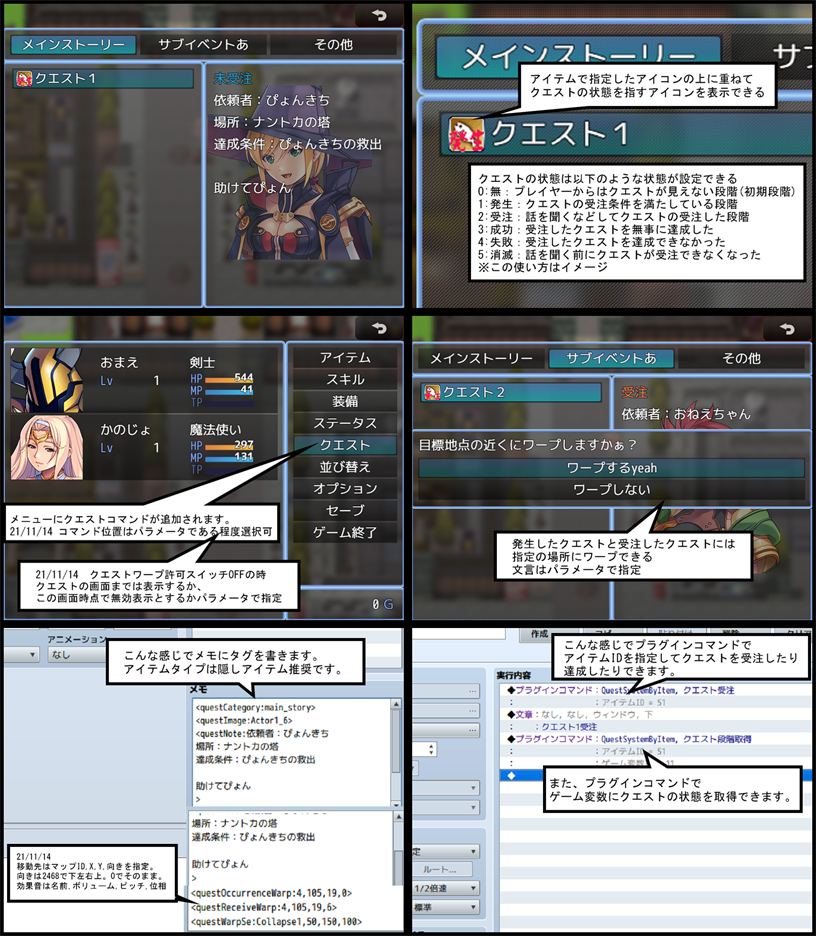 メインストーリー サブイベントあ その他
クエスト1
未受注
依頼者：ぴょんきち
場所：ナントカの塔
達成条件：ぴょんきちの救出
助けてぴょん
メインストーリー サブ
アイテムで指定したアイコンの上に重ねて
クエストの状態を指すアイコンを表示できる
発生 クエスト1
クエストの状態は以下のような状態が設定できる
0:無：プレイヤーからはクエストが見えない段階(初期段階)
1:発生：クエストの受注条件を満たしている段階
2:受注：話を聞くなどしてクエストの受注した段階
3:成功：受注したクエストを無事に達成した
4:失敗：受注したクエストを達成できなかった
5:消滅：話を聞く前にクエストが受注できなくなった
※この使い方はイメージ
おまえ 剣士
Lv 1
HP 544
MP 41
TP
かのじょ 魔法使い
Lv 1
HP 297
MP 131
TP
アイテム
スキル
装備
ステータス
クエスト
並び替え
オプション
セーブ
ゲーム終了
0 G
メニューにクエストコマンドが追加されます。
21/11/14 コマンド位置はパラメータである程度選択可
21/11/14 クエストワープ許可スイッチOFFの時
クエストの画面までは表示するか、
この画面時点で無効表示とするかパラメータで指定
メインストーリー サブイベントあ その他
クエスト2
受注
依頼者：おねえちゃん
目標地点の近くにワープしますかぁ？
ワープするyeah
ワープしない
発生したクエストと受注したクエストには
指定の場所にワープできる
文言はパラメータで指定
アニメーション
なし
こんな感じでメモにタグを書きます。
アイテムタイプは隠しアイテム推奨です。
メモ
<questCategory:main_story>
<questImage:Actor1_6>
<questNote:依頼者：ぴょんきち
場所：ナントカの塔
達成条件：ぴょんきちの救出
助けてぴょん
>
場所：ナントカの塔
達成条件：ぴょんきちの救出
助けてぴょん
>
<questOccurrenceWarp:4,105,19,0>
<questReceiveWarp:4,105,19,6>
<questWarpSe:Collapse1,50,150,100>
21/11/14
移動先はマップID,X,Y,向きを指定。
向きは2468で下左右上。0でそのまま。
効果音は名前,ボリューム,ピッチ,位相
作成
こんな感じでプラグインコマンドで
アイテムIDを指定してクエストを受注したり
達成したりできます。
実行内容
◆プラグインコマンド：QuestSystemByItem, クエスト受注
：　　　　：アイテムID = 51
◆文章：なし, なし, ウィンドウ, 下
：　　：クエスト1受注
◆プラグインコマンド：QuestSystemByItem, クエスト段階取得
：　　　　：アイテムID = 51
：　　　　：ゲーム変数
◆
また、プラグインコマンドで
ゲーム変数にクエストの状態を取得できます。
ルート...
1/2倍速
標準